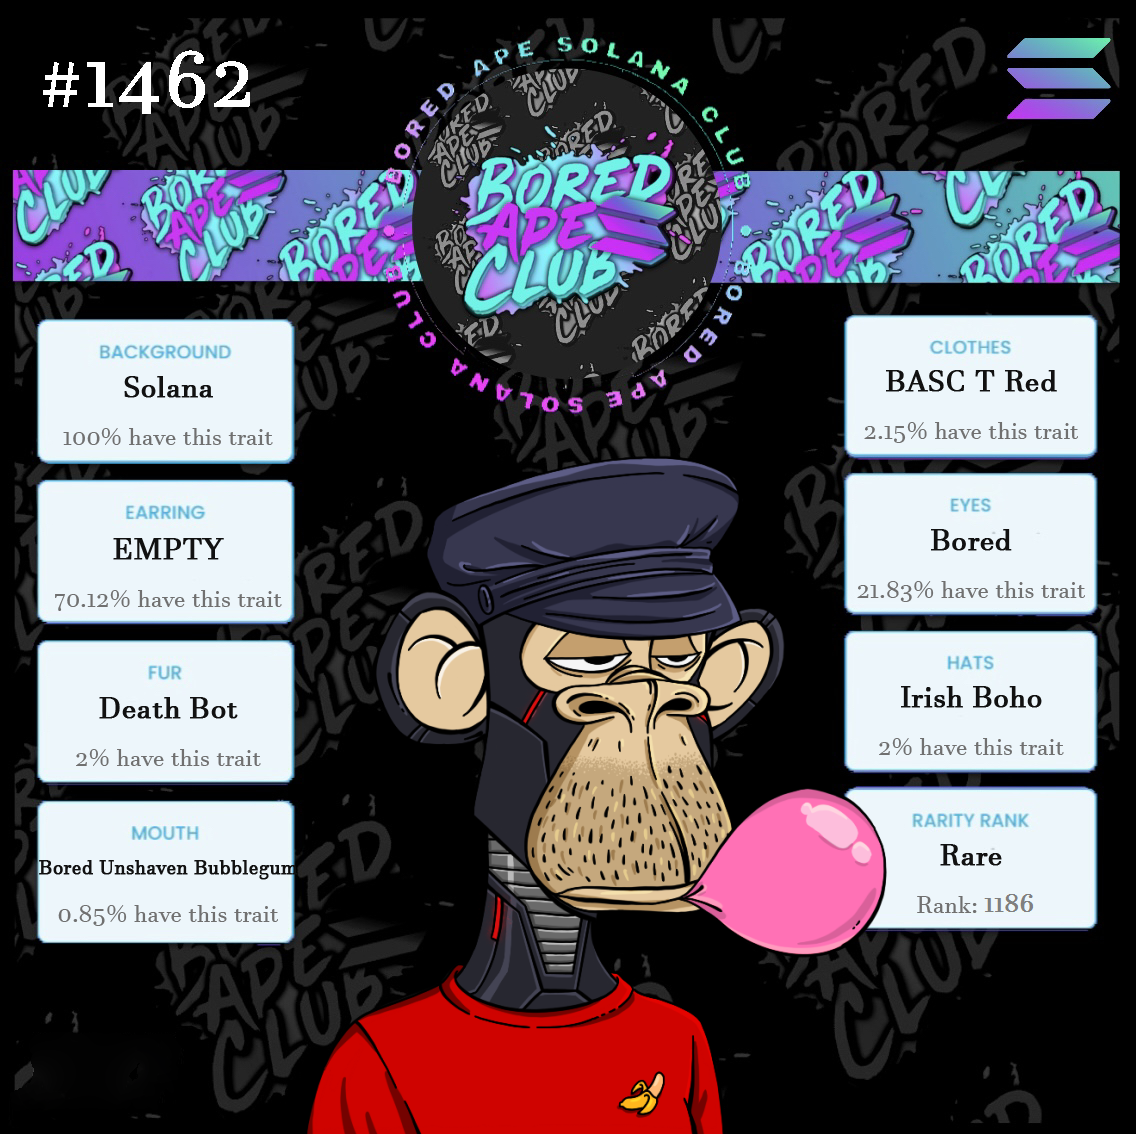 #1462
BORED APE SOLANA CLUB
BORED APE SOLANA CLUB
BORED
APE
CLUB
BACKGROUND
Solana
100% have this trait
EARRING
EMPTY
70.12% have this trait
FUR
Death Bot
2% have this trait
MOUTH
Bored Unshaven Bubblegum
0.85% have this trait
CLOTHES
BASC T Red
2.15% have this trait
EYES
Bored
21.83% have this trait
HATS
Irish Boho
2% have this trait
RARITY RANK
Rare
Rank: 1186